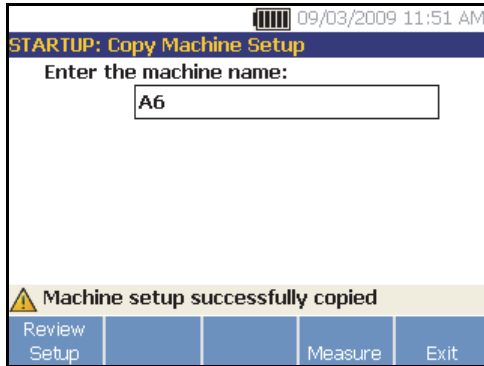 09/03/2009 11:51 AM
STARTUP: Copy Machine Setup
Enter the machine name:
A6
Machine setup successfully copied
Review
Setup
Measure
Exit